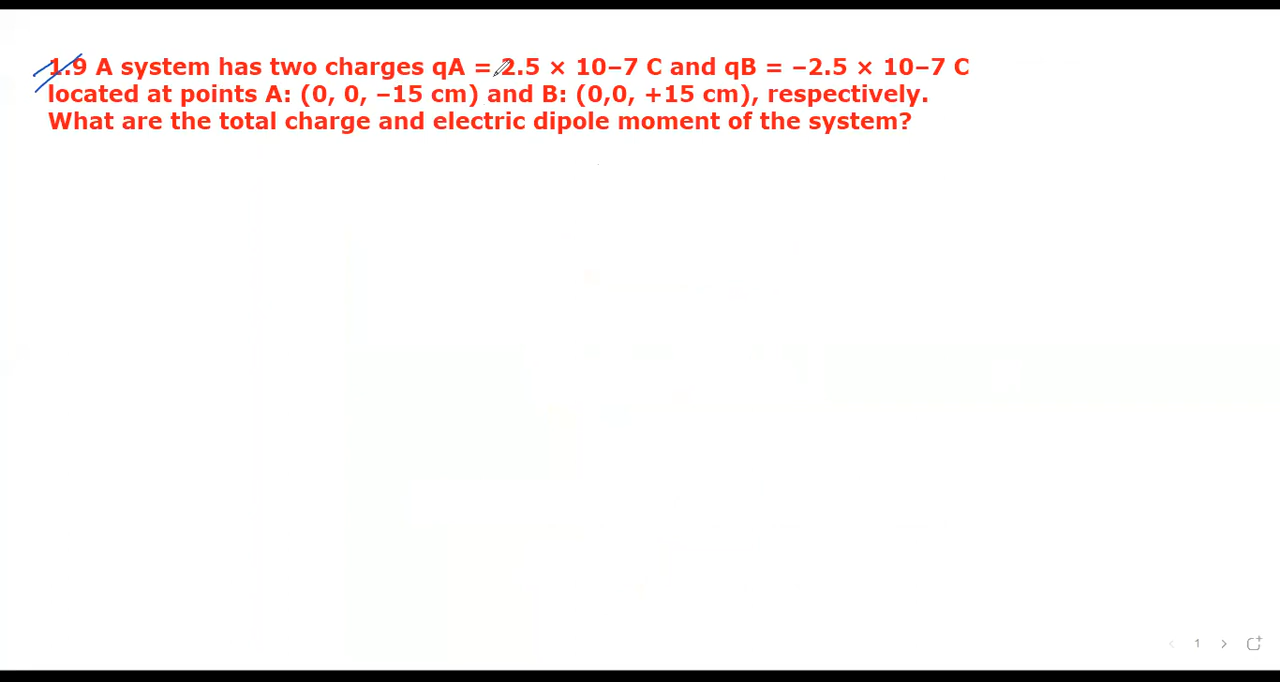 1.9 A system has two charges qA = 2.5 × 10−7 C and qB = −2.5 × 10−7 C
located at points A: (0, 0, −15 cm) and B: (0,0, +15 cm), respectively.
What are the total charge and electric dipole moment of the system?
1